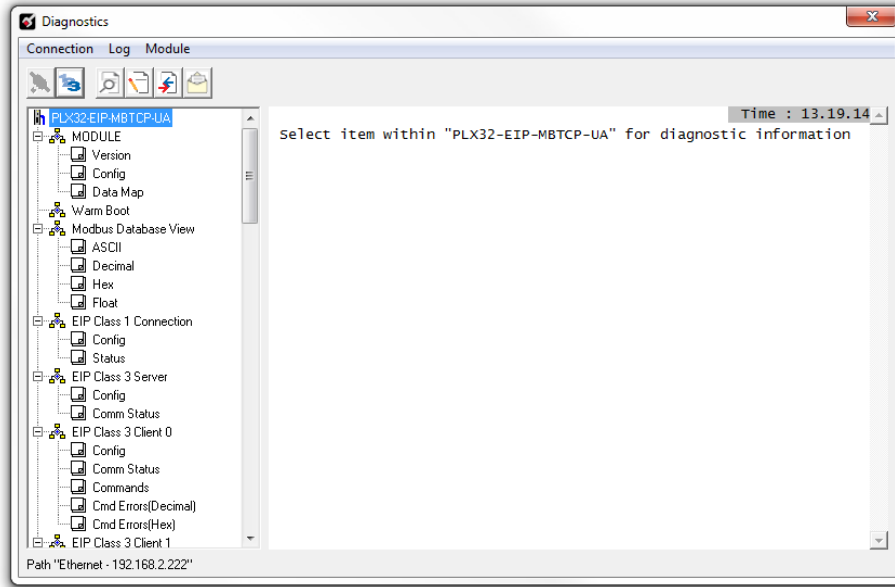 Diagnostics
Connection Log Module
PLX32-EIP-MBTCP-UA
MODULE
Version
Config
Data Map
Warm Boot
Modbus Database View
ASCII
Decimal
Hex
Float
EIP Class 1 Connection
Config
Status
EIP Class 3 Server
Config
Comm Status
EIP Class 3 Client 0
Config
Comm Status
Commands
Cmd Errors(Decimal)
Cmd Errors(Hex)
EIP Class 3 Client 1
Time : 13.19.14
Select item within "PLX32-EIP-MBTCP-UA" for diagnostic information
Path "Ethernet - 192.168.2.222"